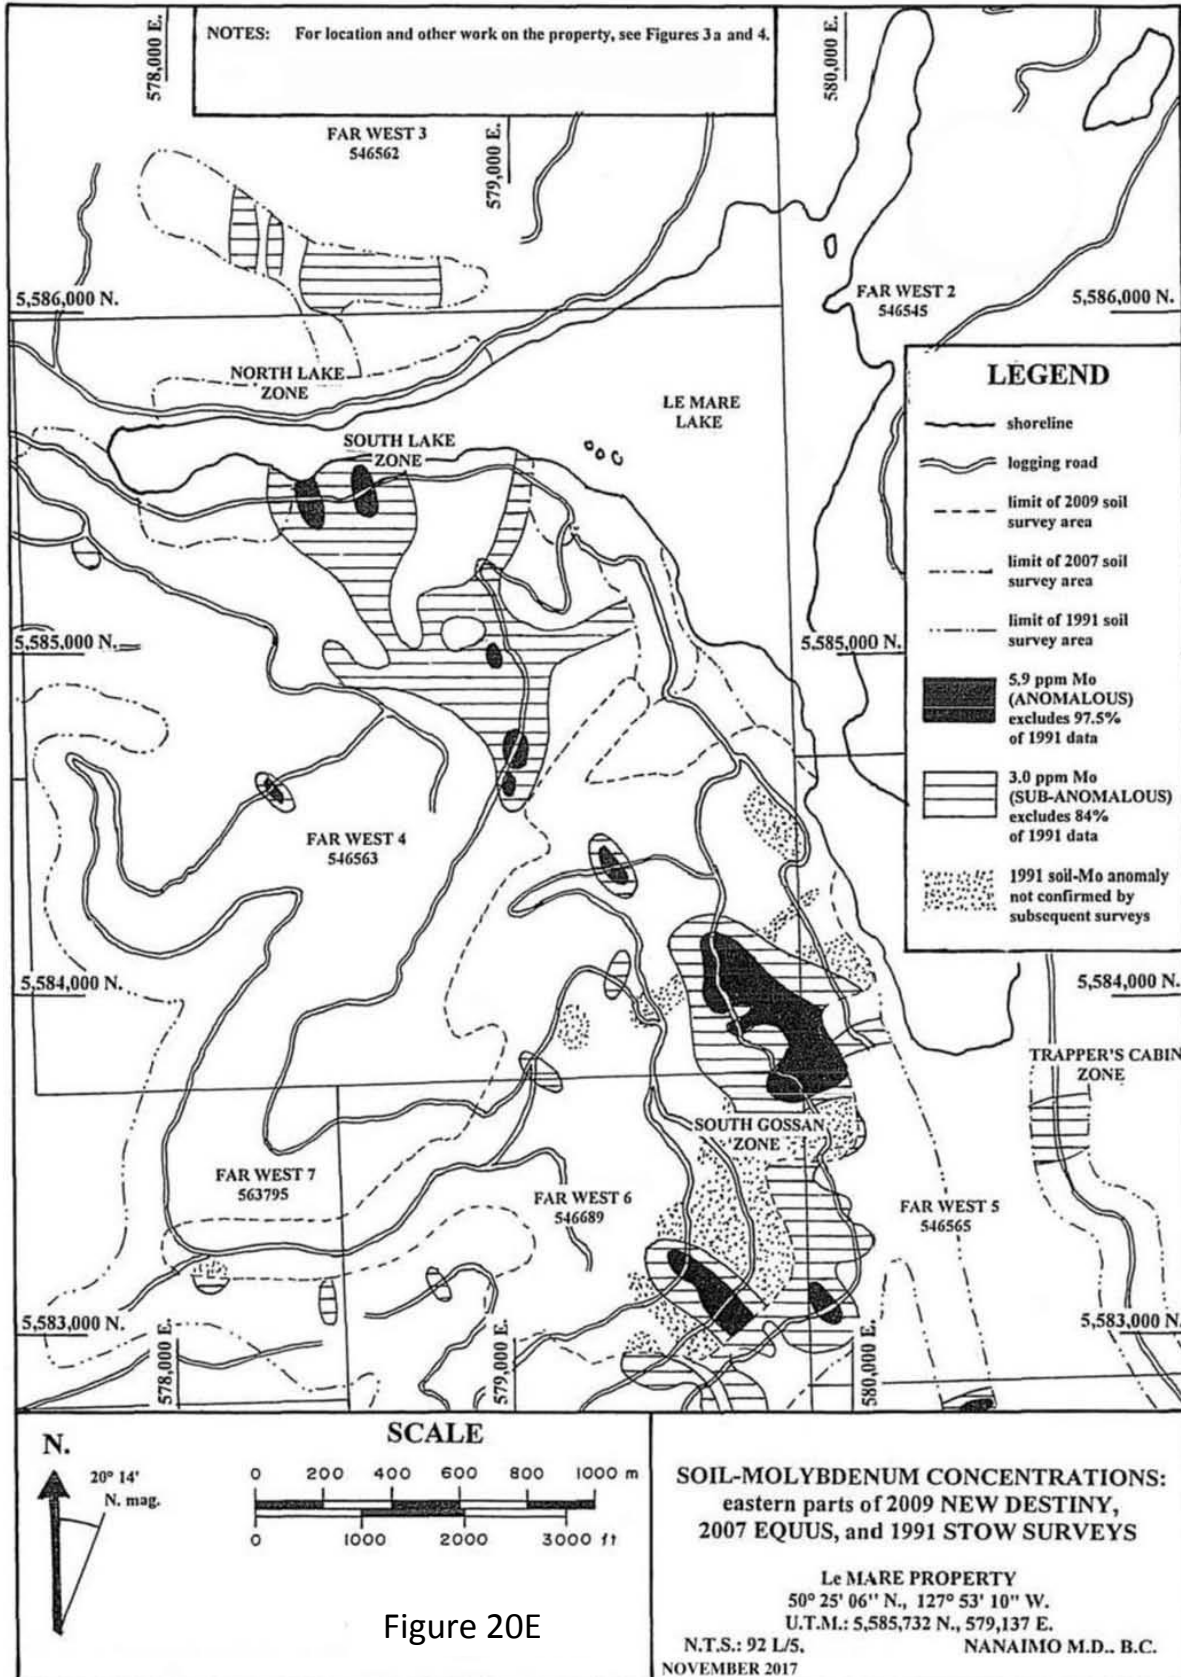 NOTES: For location and other work on the property, see Figures 3a and 4.
578,000 E.
580,000 E.
FAR WEST 3
546562
579,000 E.
5,586,000 N.
FAR WEST 2
546545
5,586,000 N.
NORTH LAKE
ZONE
LE MARE
LAKE
SOUTH LAKE
ZONE
LEGEND
shoreline
logging road
limit of 2009 soil
survey area
limit of 2007 soil
survey area
limit of 1991 soil
survey area
5.9 ppm Mo
(ANOMALOUS)
excludes 97.5%
of 1991 data
3.0 ppm Mo
(SUB-ANOMALOUS)
excludes 84%
of 1991 data
1991 soil-Mo anomaly
not confirmed by
subsequent surveys
5,585,000 N.
5,585,000 N.
FAR WEST 4
546563
5,584,000 N.
5,584,000 N.
TRAPPER'S CABIN
ZONE
SOUTH GOSSAN
ZONE
FAR WEST 7
563795
FAR WEST 6
546689
FAR WEST 5
546565
5,583,000 N.
5,583,000 N.
578,000 E.
579,000 E.
580,000 E.
N.
20° 14'
N. mag.
SCALE
0 200 400 600 800 1000 m
0 1000 2000 3000 ft
Figure 20E
SOIL-MOLYBDENUM CONCENTRATIONS:
eastern parts of 2009 NEW DESTINY,
2007 EQUUS, and 1991 STOW SURVEYS
Le MARE PROPERTY
50° 25' 06" N., 127° 53' 10" W.
U.T.M.: 5,585,732 N., 579,137 E.
N.T.S.: 92 L/5. NANAIMO M.D.. B.C.
NOVEMBER 2017